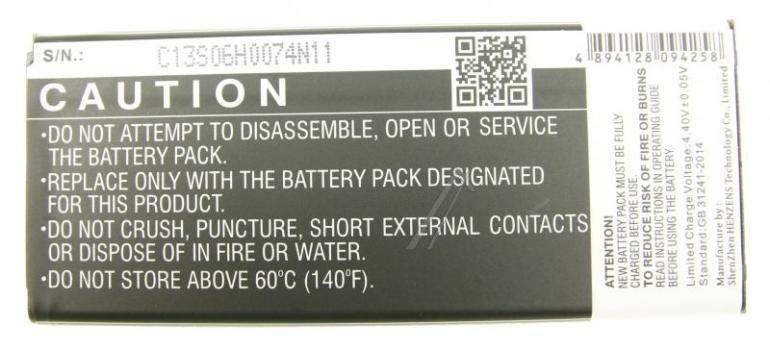 S/N.: C13S06H0074N11
CAUTION
•DO NOT ATTEMPT TO DISASSEMBLE, OPEN OR SERVICE
THE BATTERY PACK.
•REPLACE ONLY WITH THE BATTERY PACK DESIGNATED
FOR THIS PRODUCT.
•DO NOT CRUSH, PUNCTURE, SHORT EXTERNAL CONTACTS
OR DISPOSE OF IN FIRE OR WATER.
•DO NOT STORE ABOVE 60°C (140°F).
4 894128 094258
ATTENTION!
NEW BATTERY PACK MUST BE FULLY
CHARGED BEFORE USE.
TO REDUCE RISK OF FIRE OR BURNS
READ INSTRUCTIONS IN OPERATING GUIDE
BEFORE USING THE BATTERY.
Limited Charge Voltage:4.40V±0.05V
Standard:GB 31241-2014
Manufacture by:
ShenZhen HENZENS Technology Co., Limited